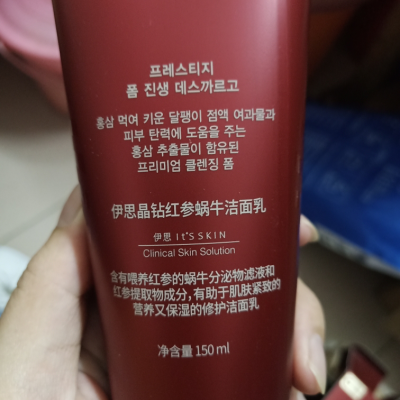 프레스티지
폼 진생 데스까르고
홍삼 먹여 키운 달팽이 점액 여과물과
피부 탄력에 도움을 주는
홍삼 추출물이 함유된
프리미엄 클렌징 폼
伊思晶钻红参蜗牛洁面乳
伊思 It'S SKIN
Clinical Skin Solution
含有喂养红参的蜗牛分泌物滤液和
红参提取物成分，有助于肌肤紧致的
营养又保湿的修护洁面乳
净含量 150 ml